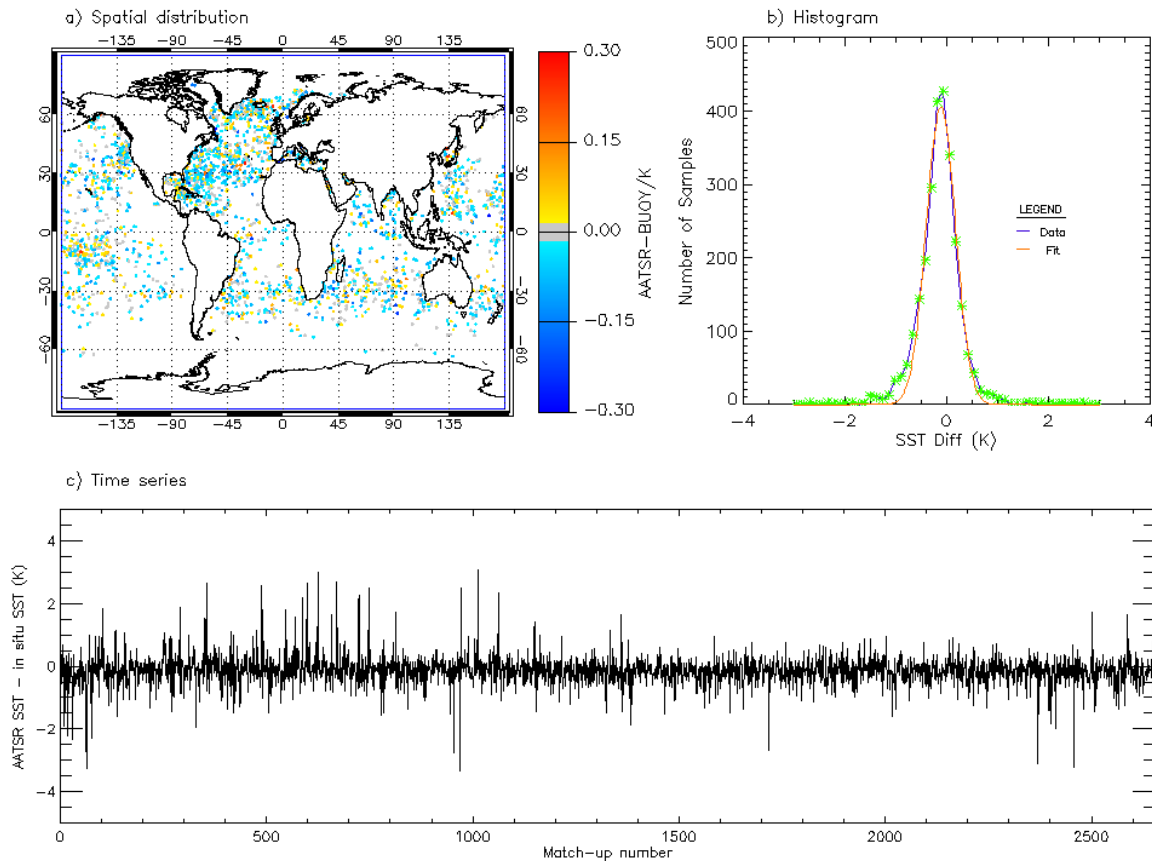 a) Spatial distribution
−135 −90 −45 0 45 90 135
60
30
0
−30
−60
60
30
0
−30
−60
−135 −90 −45 0 45 90 135
0.30
0.15
0.00
−0.15
−0.30
AATSR−BUOY/K
b) Histogram
500
400
300
200
100
0
Number of Samples
LEGEND
Data
Fit
−4 −2 0 2 4
SST Diff (K)
c) Time series
4
2
0
−2
−4
AATSR SST − in situ SST (K)
0 500 1000 1500 2000 2500
Match−up number